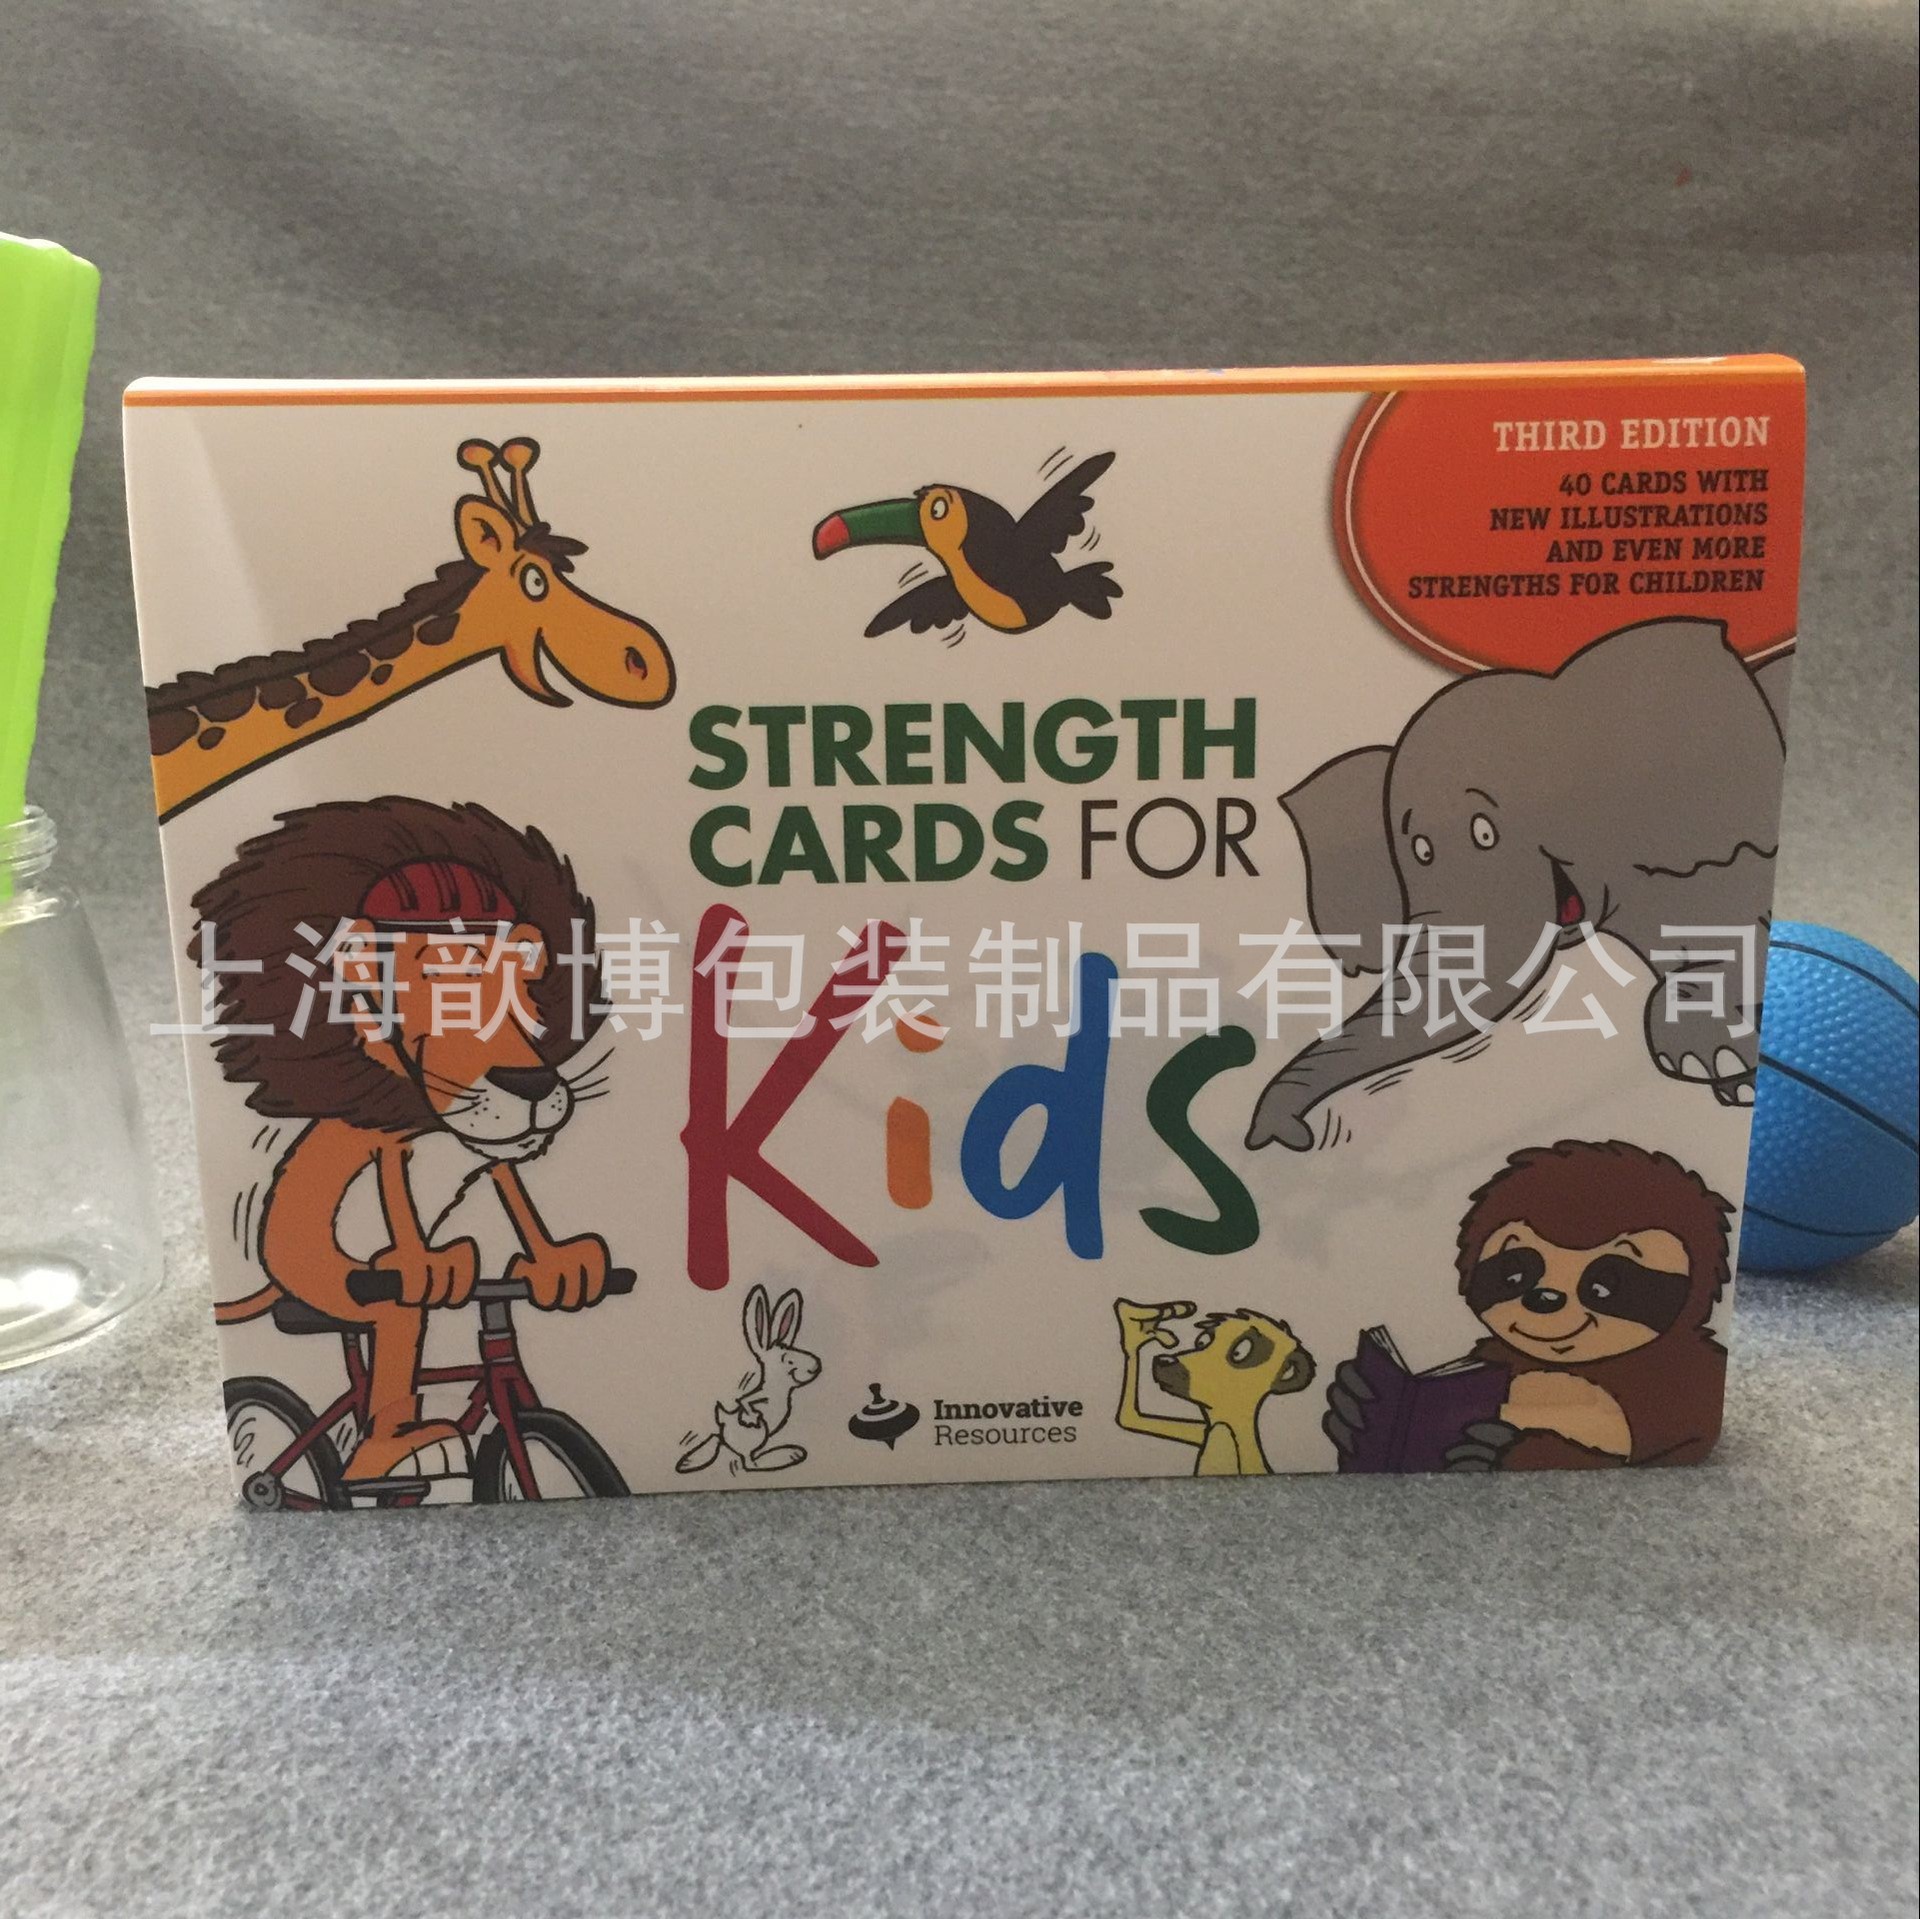 THIRD EDITION
40 CARDS WITH
NEW ILLUSTRATIONS
AND EVEN MORE
STRENGTHS FOR CHILDREN
STRENGTH
CARDS FOR
Kids
上海歆博包装制品有限公司
Innovative
Resources